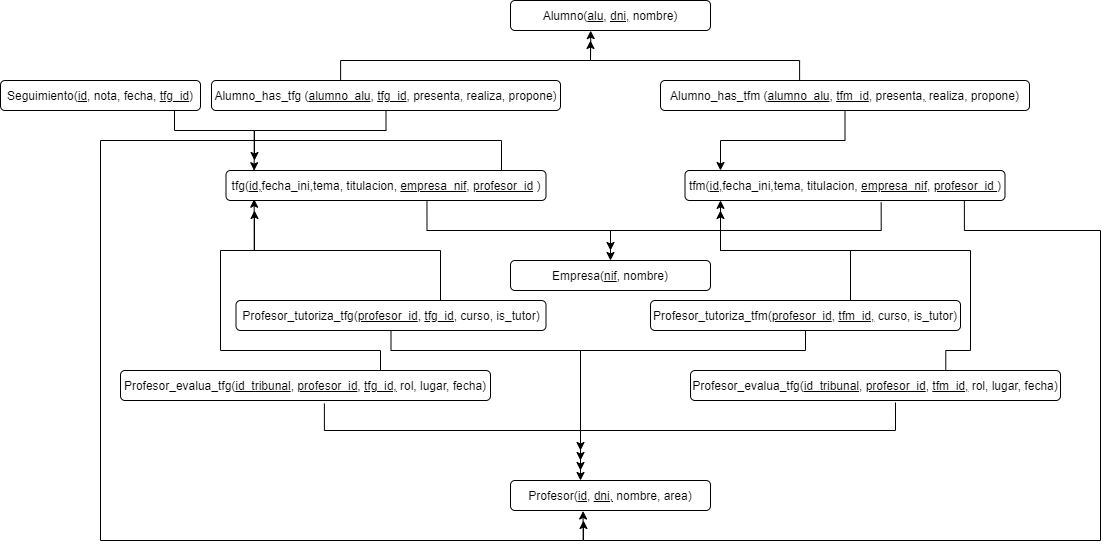 Alumno(alu, dni, nombre)
Seguimiento(id, nota, fecha, tfg_id)
Alumno_has_tfg (alumno_alu, tfg_id, presenta, realiza, propone)
Alumno_has_tfm (alumno_alu, tfm_id, presenta, realiza, propone)
tfg(id,fecha_ini,tema, titulacion, empresa_nif, profesor_id )
tfm(id,fecha_ini,tema, titulacion, empresa_nif, profesor_id )
Empresa(nif, nombre)
Profesor_tutoriza_tfg(profesor_id, tfg_id, curso, is_tutor)
Profesor_tutoriza_tfm(profesor_id, tfm_id, curso, is_tutor)
Profesor_evalua_tfg(id_tribunal, profesor_id, tfg_id, rol, lugar, fecha)
Profesor_evalua_tfg(id_tribunal, profesor_id, tfm_id, rol, lugar, fecha)
Profesor(id, dni, nombre, area)